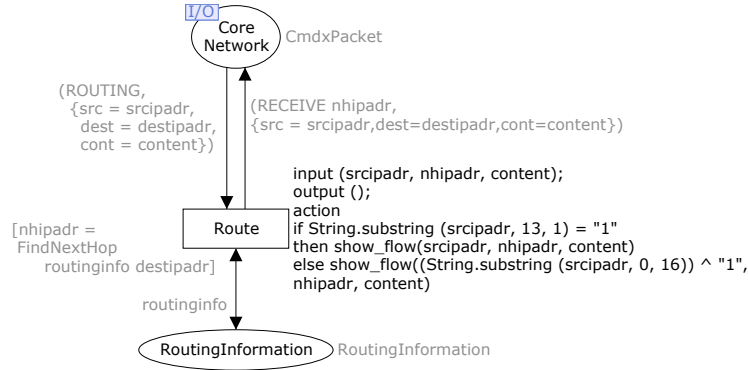 I/O
Core
Network
CmdxPacket
(ROUTING,
{src = srcipadr,
dest = destipadr,
cont = content})
(RECEIVE nhipadr,
{src = srcipadr,dest=destipadr,cont=content})
input (srcipadr, nhipadr, content);
output ();
action
if String.substring (srcipadr, 13, 1) = "1"
then show_flow(srcipadr, nhipadr, content)
else show_flow((String.substring (srcipadr, 0, 16)) ^ "1",
nhipadr, content)
Route
[nhipadr =
FindNextHop
routinginfo destipadr]
routinginfo
RoutingInformation
RoutingInformation